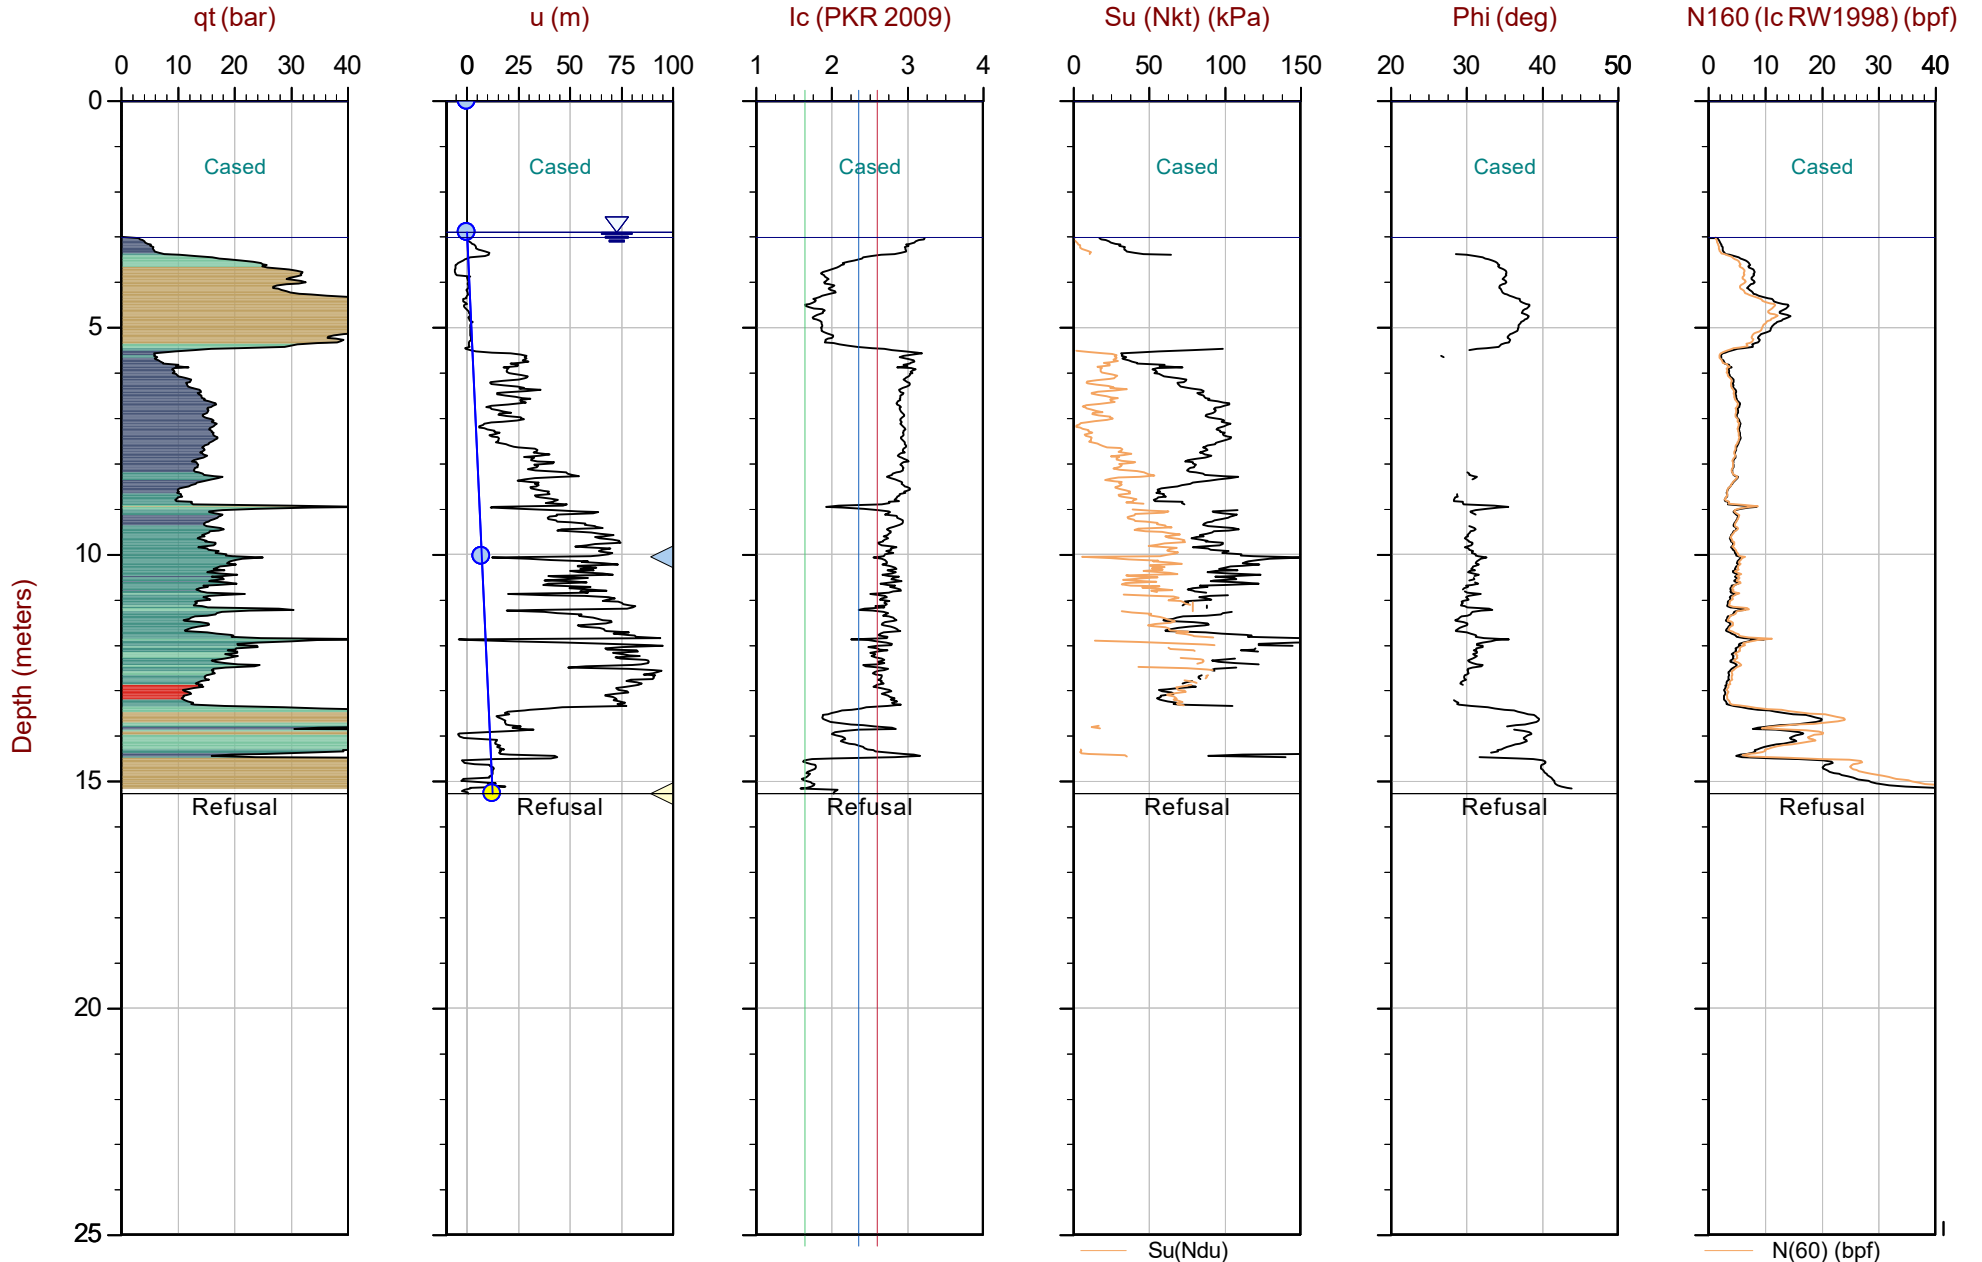 qt (bar) u (m) Ic (PKR 2009) Su (Nkt) (kPa) Phi (deg) N160 (Ic RW1998) (bpf)
0 10 20 30 40 0 25 50 75 100 1 2 3 4 0 50 100 150 20 30 40 50 0 10 20 30 40
0
Cased Cased Cased Cased Cased Cased
5
10
Depth (meters)
15
Refusal Refusal Refusal Refusal Refusal Refusal
20
25
Su(Ndu) N(60) (bpf)